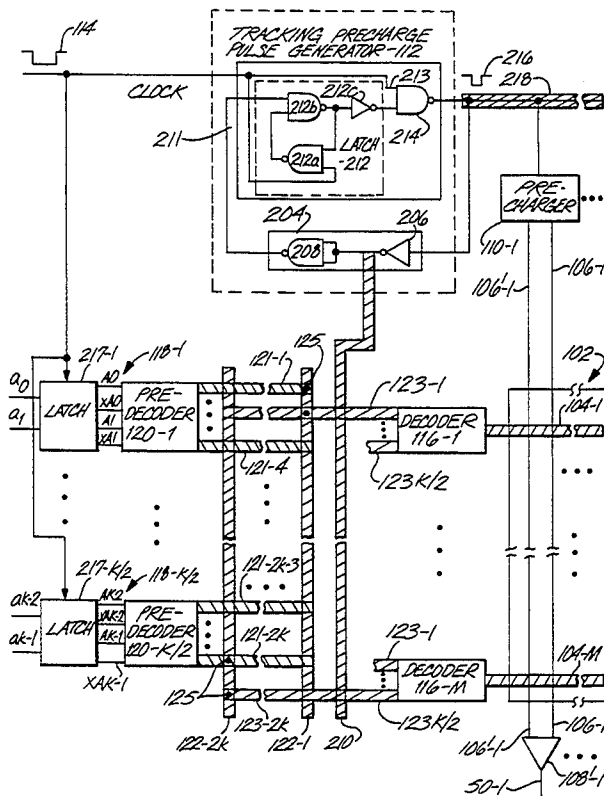 114
TRACKING PRECHARGE
PULSE GENERATOR-112
216
213
218
CLOCK
212b
212c
211
214
LATCH
-212
212a
PRE-
CHARGER
204
206
208
110-1
106'-1
106-1
125
121-1
217-1
118-1
102
a0
A0
XA0
a1
A1
XA1
LATCH
PRE-
DECODER
120-1
123-1
104-1
DECODER
116-1
121-4
123K/2
217-K/2
118-K/2
121-2K-3
ak-2
AK-2
XAK-2
ak-1
AK-1
XAK-1
LATCH
PRE-
DECODER
120-K/2
121-2K
123-1
104-M
DECODER
116-M
125
123-2K
123K/2
122-2K
122-1
210
106'-1
106-1
108'-1
50-1